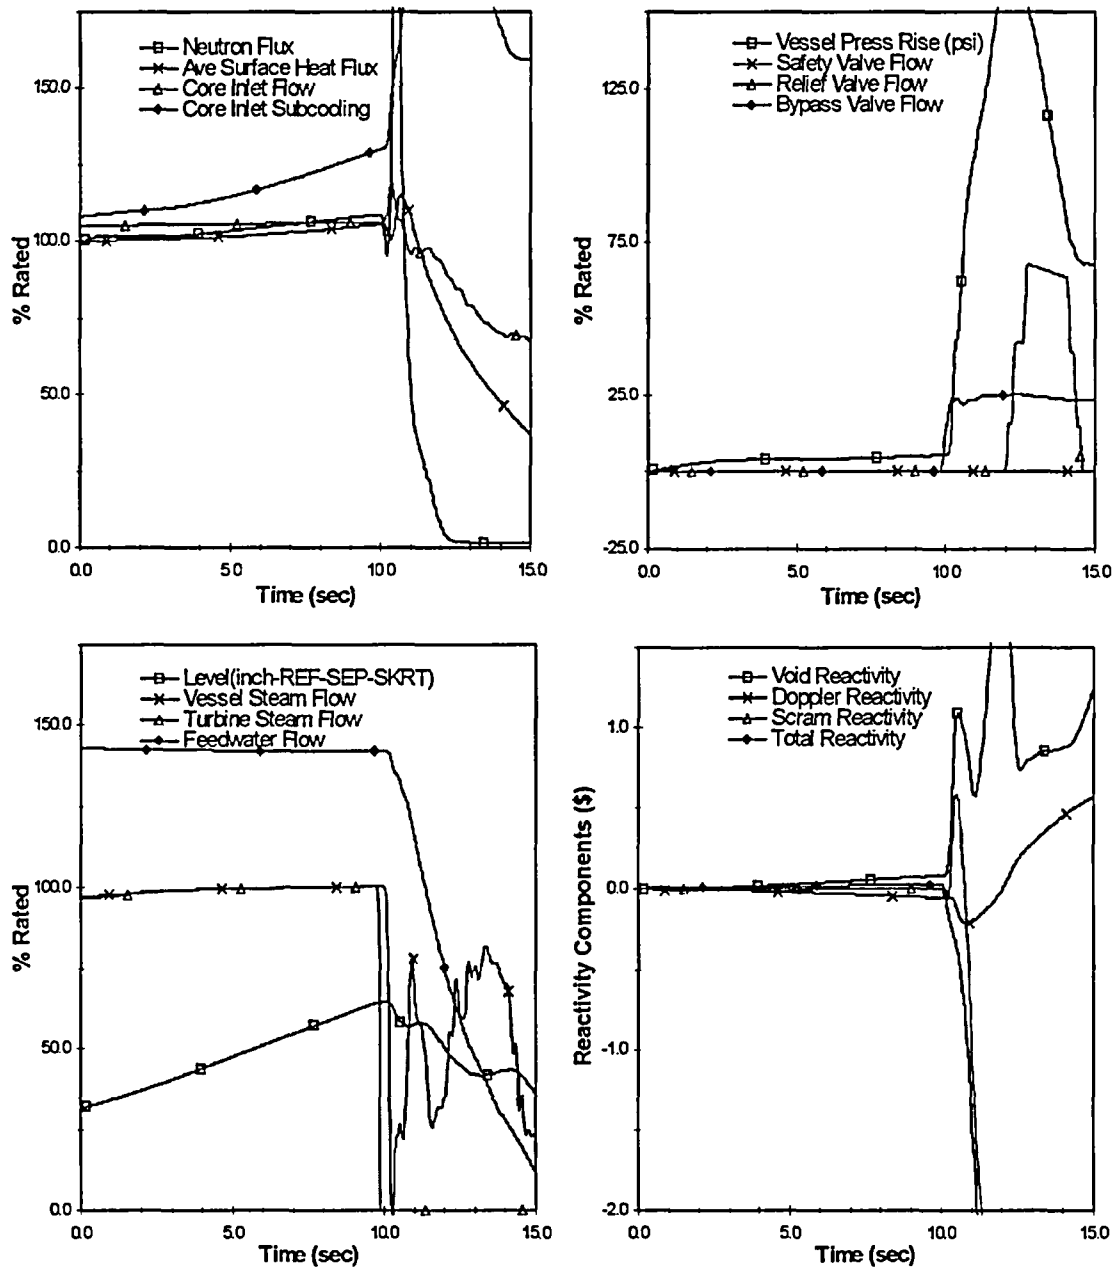 Neutron Flux
Ave Surface Heat Flux
Core Inlet Flow
Core Inlet Subcoding
150.0
100.0
50.0
0.0
% Rated
0.0 5.0 10.0 15.0
Time (sec)
Vessel Press Rise (psi)
Safety Valve Flow
Relief Valve Flow
Bypass Valve Flow
125.0
75.0
25.0
-25.0
% Rated
0.0 5.0 10.0 15.0
Time (sec)
Level(inch-REF-SEP-SKRT)
Vessel Steam Flow
Turbine Steam Flow
Feedwater Flow
150.0
100.0
50.0
0.0
% Rated
0.0 5.0 10.0 15.0
Time (sec)
Void Reactivity
Doppler Reactivity
Scram Reactivity
Total Reactivity
1.0
0.0
-1.0
-2.0
Reactivity Components ($)
0.0 5.0 10.0 15.0
Time (sec)